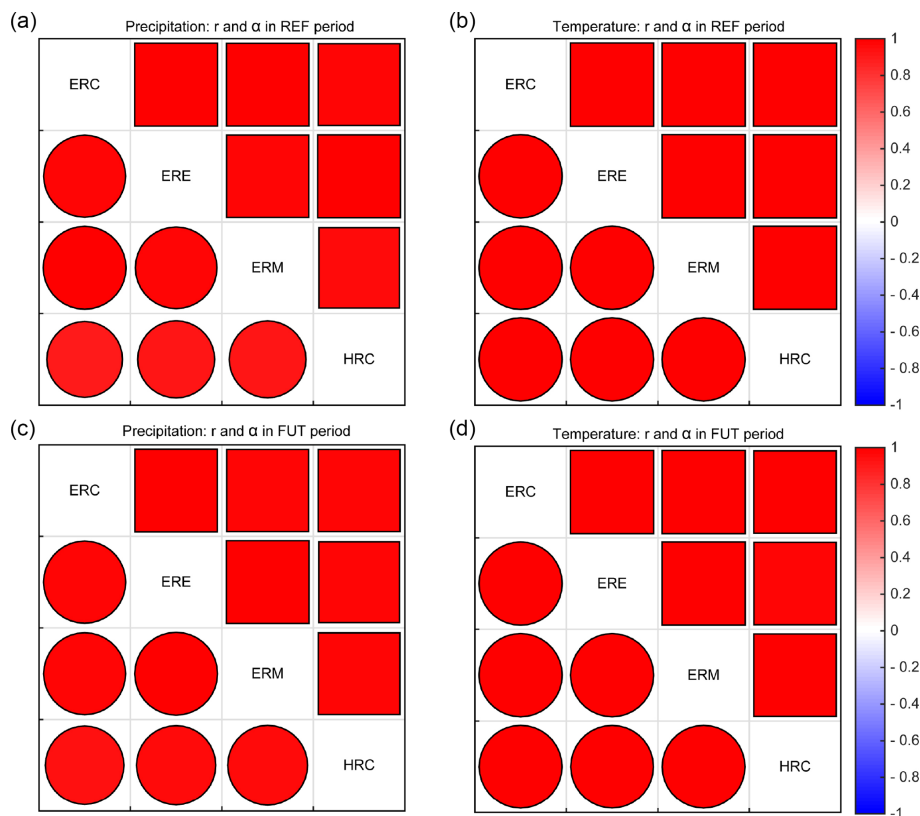 (a)
Precipitation: r and α in REF period
ERC
ERE
ERM
HRC
(b)
Temperature: r and α in REF period
ERC
ERE
ERM
HRC
1
0.8
0.6
0.4
0.2
0
- 0.2
- 0.4
- 0.6
- 0.8
-1
(c)
Precipitation: r and α in FUT period
ERC
ERE
ERM
HRC
(d)
Temperature: r and α in FUT period
ERC
ERE
ERM
HRC
1
0.8
0.6
0.4
0.2
0
- 0.2
- 0.4
- 0.6
- 0.8
-1